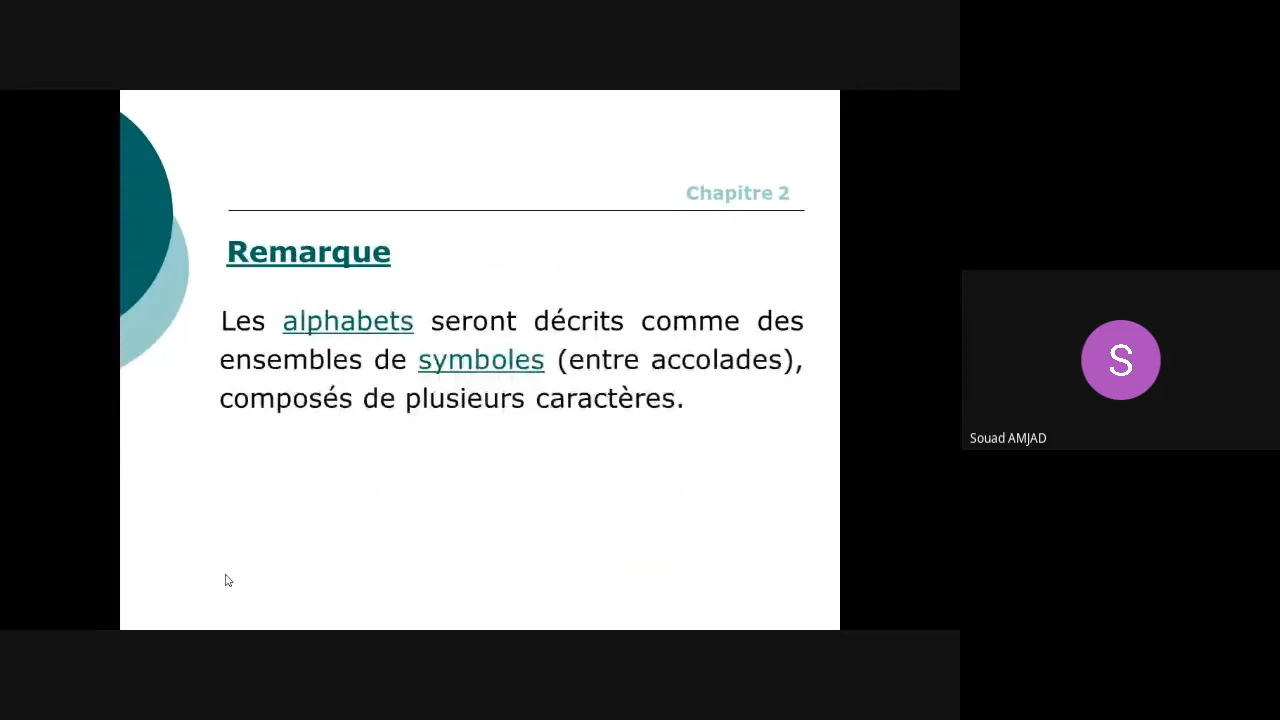 Chapitre 2
Remarque
Les alphabets seront décrits comme des
ensembles de symboles (entre accolades),
composés de plusieurs caractères.
S
Souad AMJAD